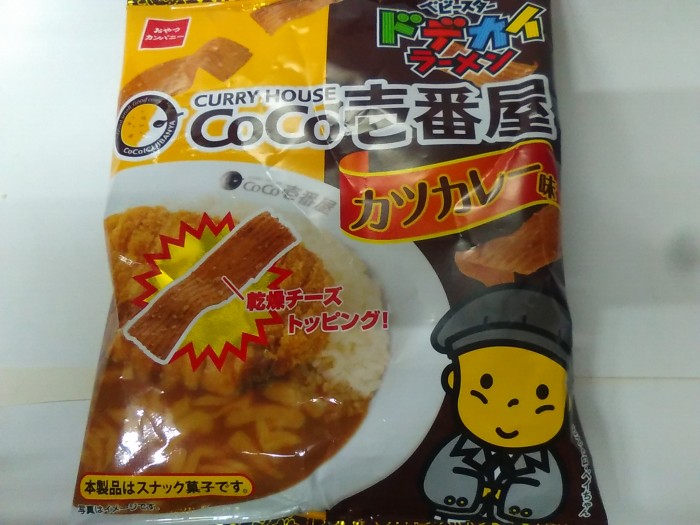 おやつ
カンパニー
ベビースター
ドデカイ
ラーメン
CURRY HOUSE
CoCo壱番屋
CoCo ICHIBANYA
カツカレー味
CoCo壱番屋
乾燥チーズ
トッピング!
本製品はスナック菓子です。
写真はイメージです。